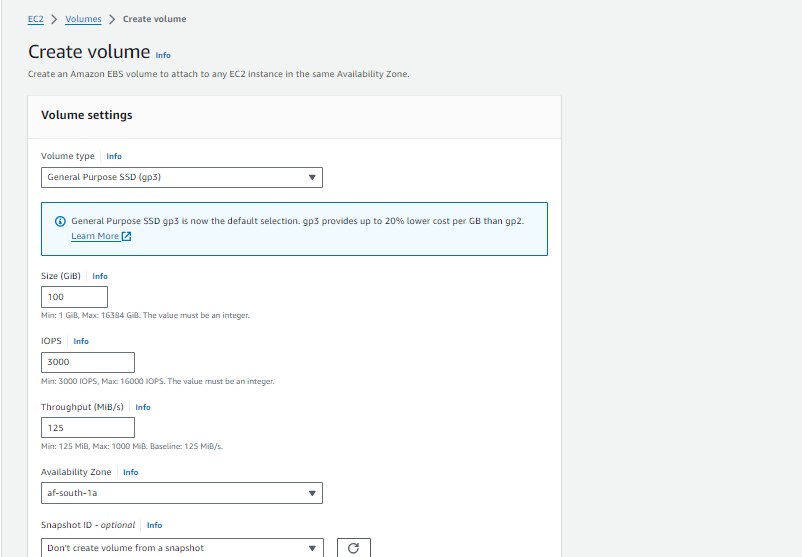 EC2 > Volumes > Create volume
Create volume Info
Create an Amazon EBS volume to attach to any EC2 instance in the same Availability Zone.
Volume settings
Volume type Info
General Purpose SSD (gp3)
General Purpose SSD gp3 is now the default selection. gp3 provides up to 20% lower cost per GB than gp2.
Learn More
Size (GiB) Info
100
Min: 1 GiB, Max: 16384 GiB. The value must be an integer.
IOPS Info
3000
Min: 3000 IOPS, Max: 16000 IOPS. The value must be an integer.
Throughput (MiB/s) Info
125
Min: 125 MiB, Max: 1000 MiB. Baseline: 125 MiB/s.
Availability Zone Info
af-south-1a
Snapshot ID - optional Info
Don't create volume from a snapshot